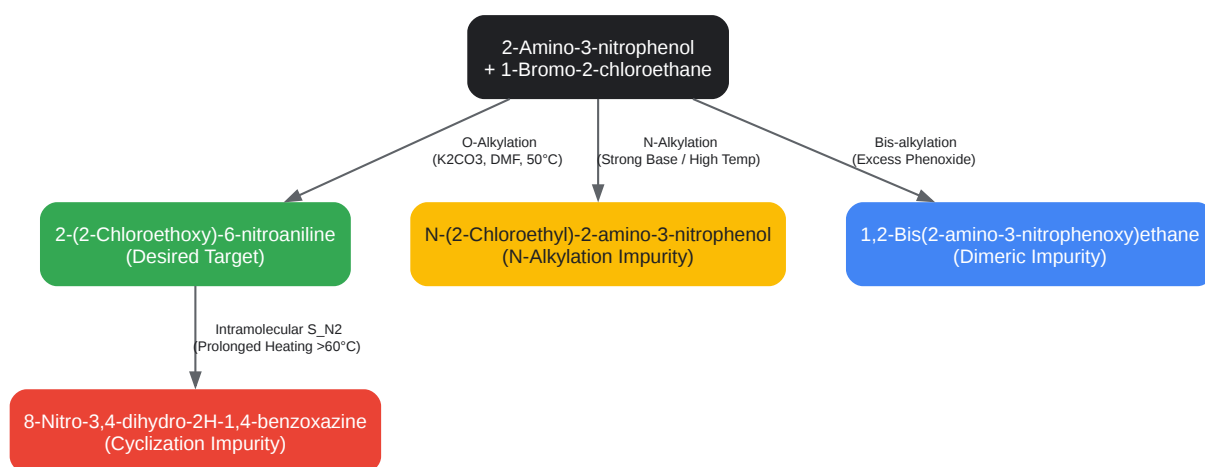 2-Amino-3-nitrophenol
+ 1-Bromo-2-chloroethane
O-Alkylation
(K2CO3, DMF, 50°C)
N-Alkylation
(Strong Base / High Temp)
Bis-alkylation
(Excess Phenoxide)
2-(2-Chloroethoxy)-6-nitroaniline
(Desired Target)
N-(2-Chloroethyl)-2-amino-3-nitrophenol
(N-Alkylation Impurity)
1,2-Bis(2-amino-3-nitrophenoxy)ethane
(Dimeric Impurity)
Intramolecular S_N2
(Prolonged Heating >60°C)
8-Nitro-3,4-dihydro-2H-1,4-benzoxazine
(Cyclization Impurity)